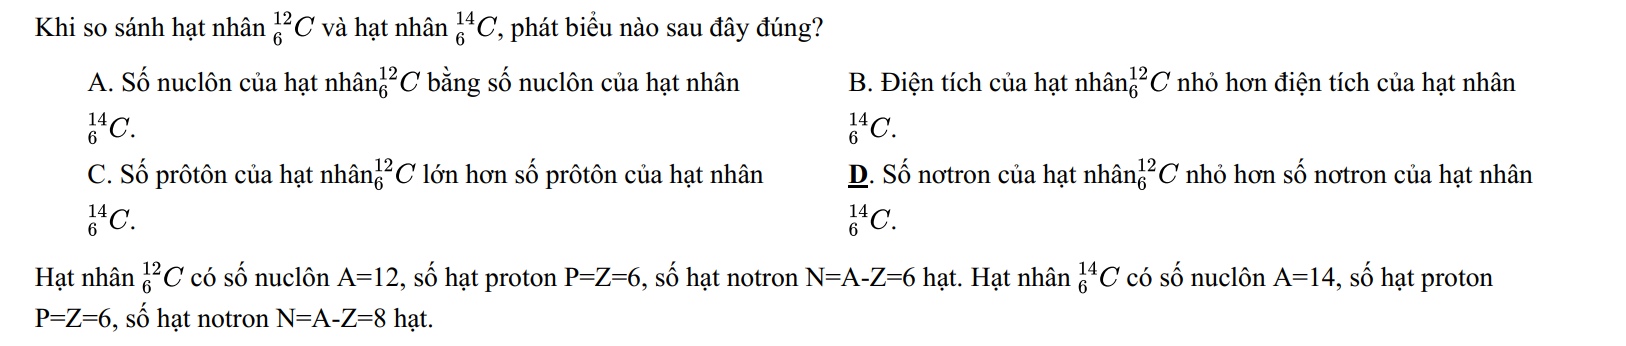 Khi so sánh hạt nhân $^{12}_{6}C$ và hạt nhân $^{14}_{6}C$, phát biểu nào sau đây đúng?
A. Số nuclôn của hạt nhân$^{12}_{6}C$ bằng số nuclôn của hạt nhân
$^{14}_{6}C$.
B. Điện tích của hạt nhân$^{12}_{6}C$ nhỏ hơn điện tích của hạt nhân
$^{14}_{6}C$.
C. Số prôtôn của hạt nhân$^{12}_{6}C$ lớn hơn số prôtôn của hạt nhân
$^{14}_{6}C$.
D. Số nơtron của hạt nhân$^{12}_{6}C$ nhỏ hơn số nơtron của hạt nhân
$^{14}_{6}C$.
Hạt nhân $^{12}_{6}C$ có số nuclôn A=12, số hạt proton P=Z=6, số hạt notron N=A-Z=6 hạt. Hạt nhân $^{14}_{6}C$ có số nuclôn A=14, số hạt proton
P=Z=6, số hạt notron N=A-Z=8 hạt.